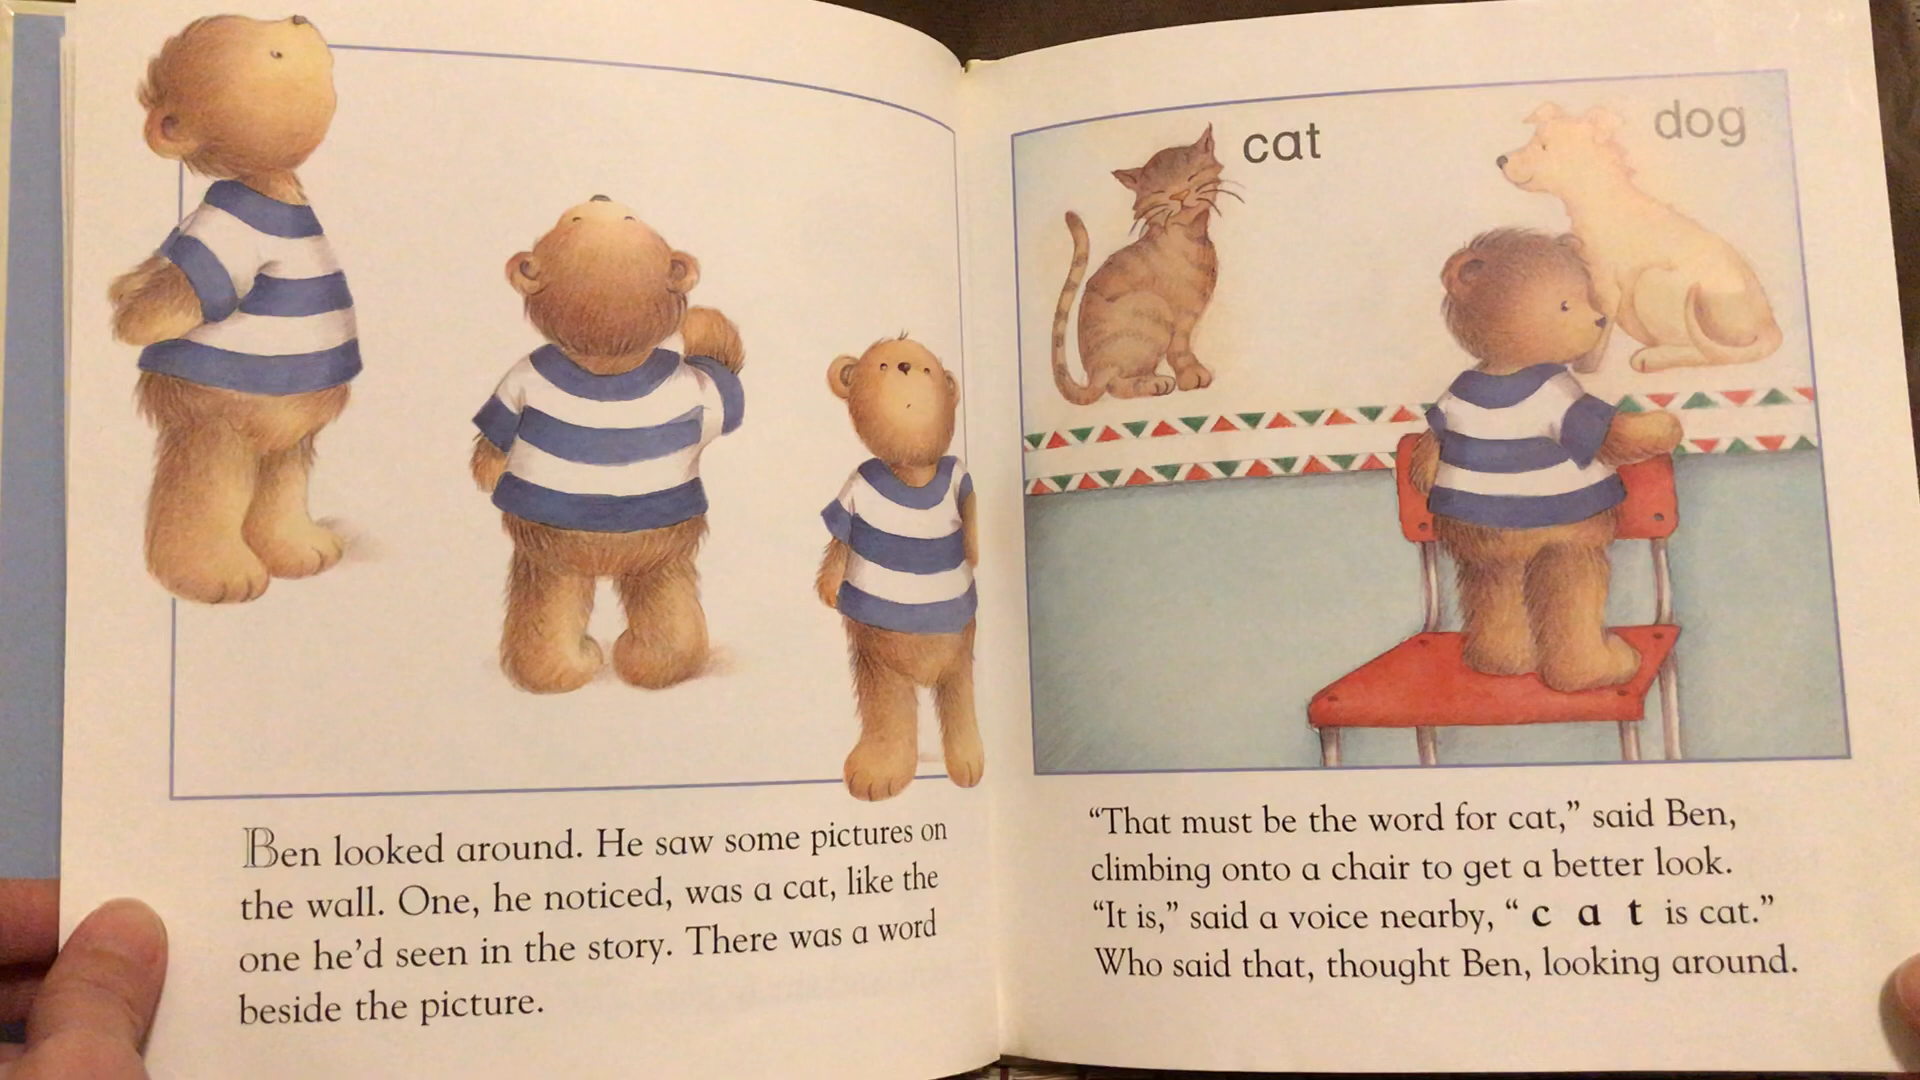 Ben looked around. He saw some pictures on
the wall. One, he noticed, was a cat, like the
one he'd seen in the story. There was a word
beside the picture.
cat
dog
“That must be the word for cat,” said Ben,
climbing onto a chair to get a better look.
“It is,” said a voice nearby, “ c a t is cat.”
Who said that, thought Ben, looking around.